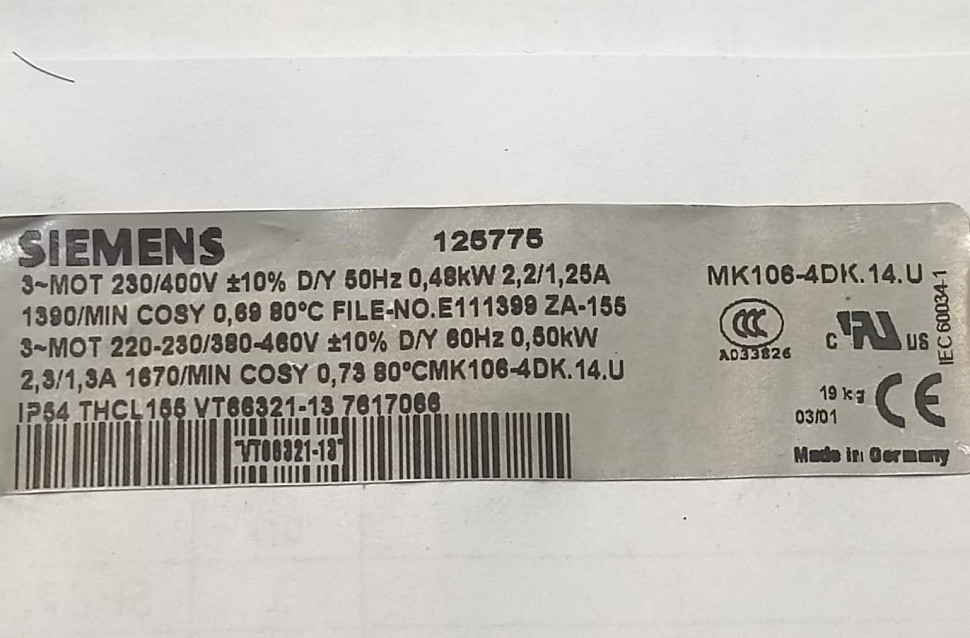 SIEMENS
125775
3~MOT 230/400V ±10% D/Y 50Hz 0,48kW 2,2/1,25A
1390/MIN COSY 0,69 80°C FILE-NO.E111399 ZA-155
3~MOT 220-230/380-460V ±10% D/Y 60Hz 0,50kW
2,3/1,3A 1670/MIN COSY 0,73 80°CMK106-4DK.14.U
IP54 THCL155 VT66321-13 7617066
VT66321-13
MK106-4DK.14.U
CCC
A033826
c RU US
IEC 60034-1
19 kg
03/01
CE
Made in Germany